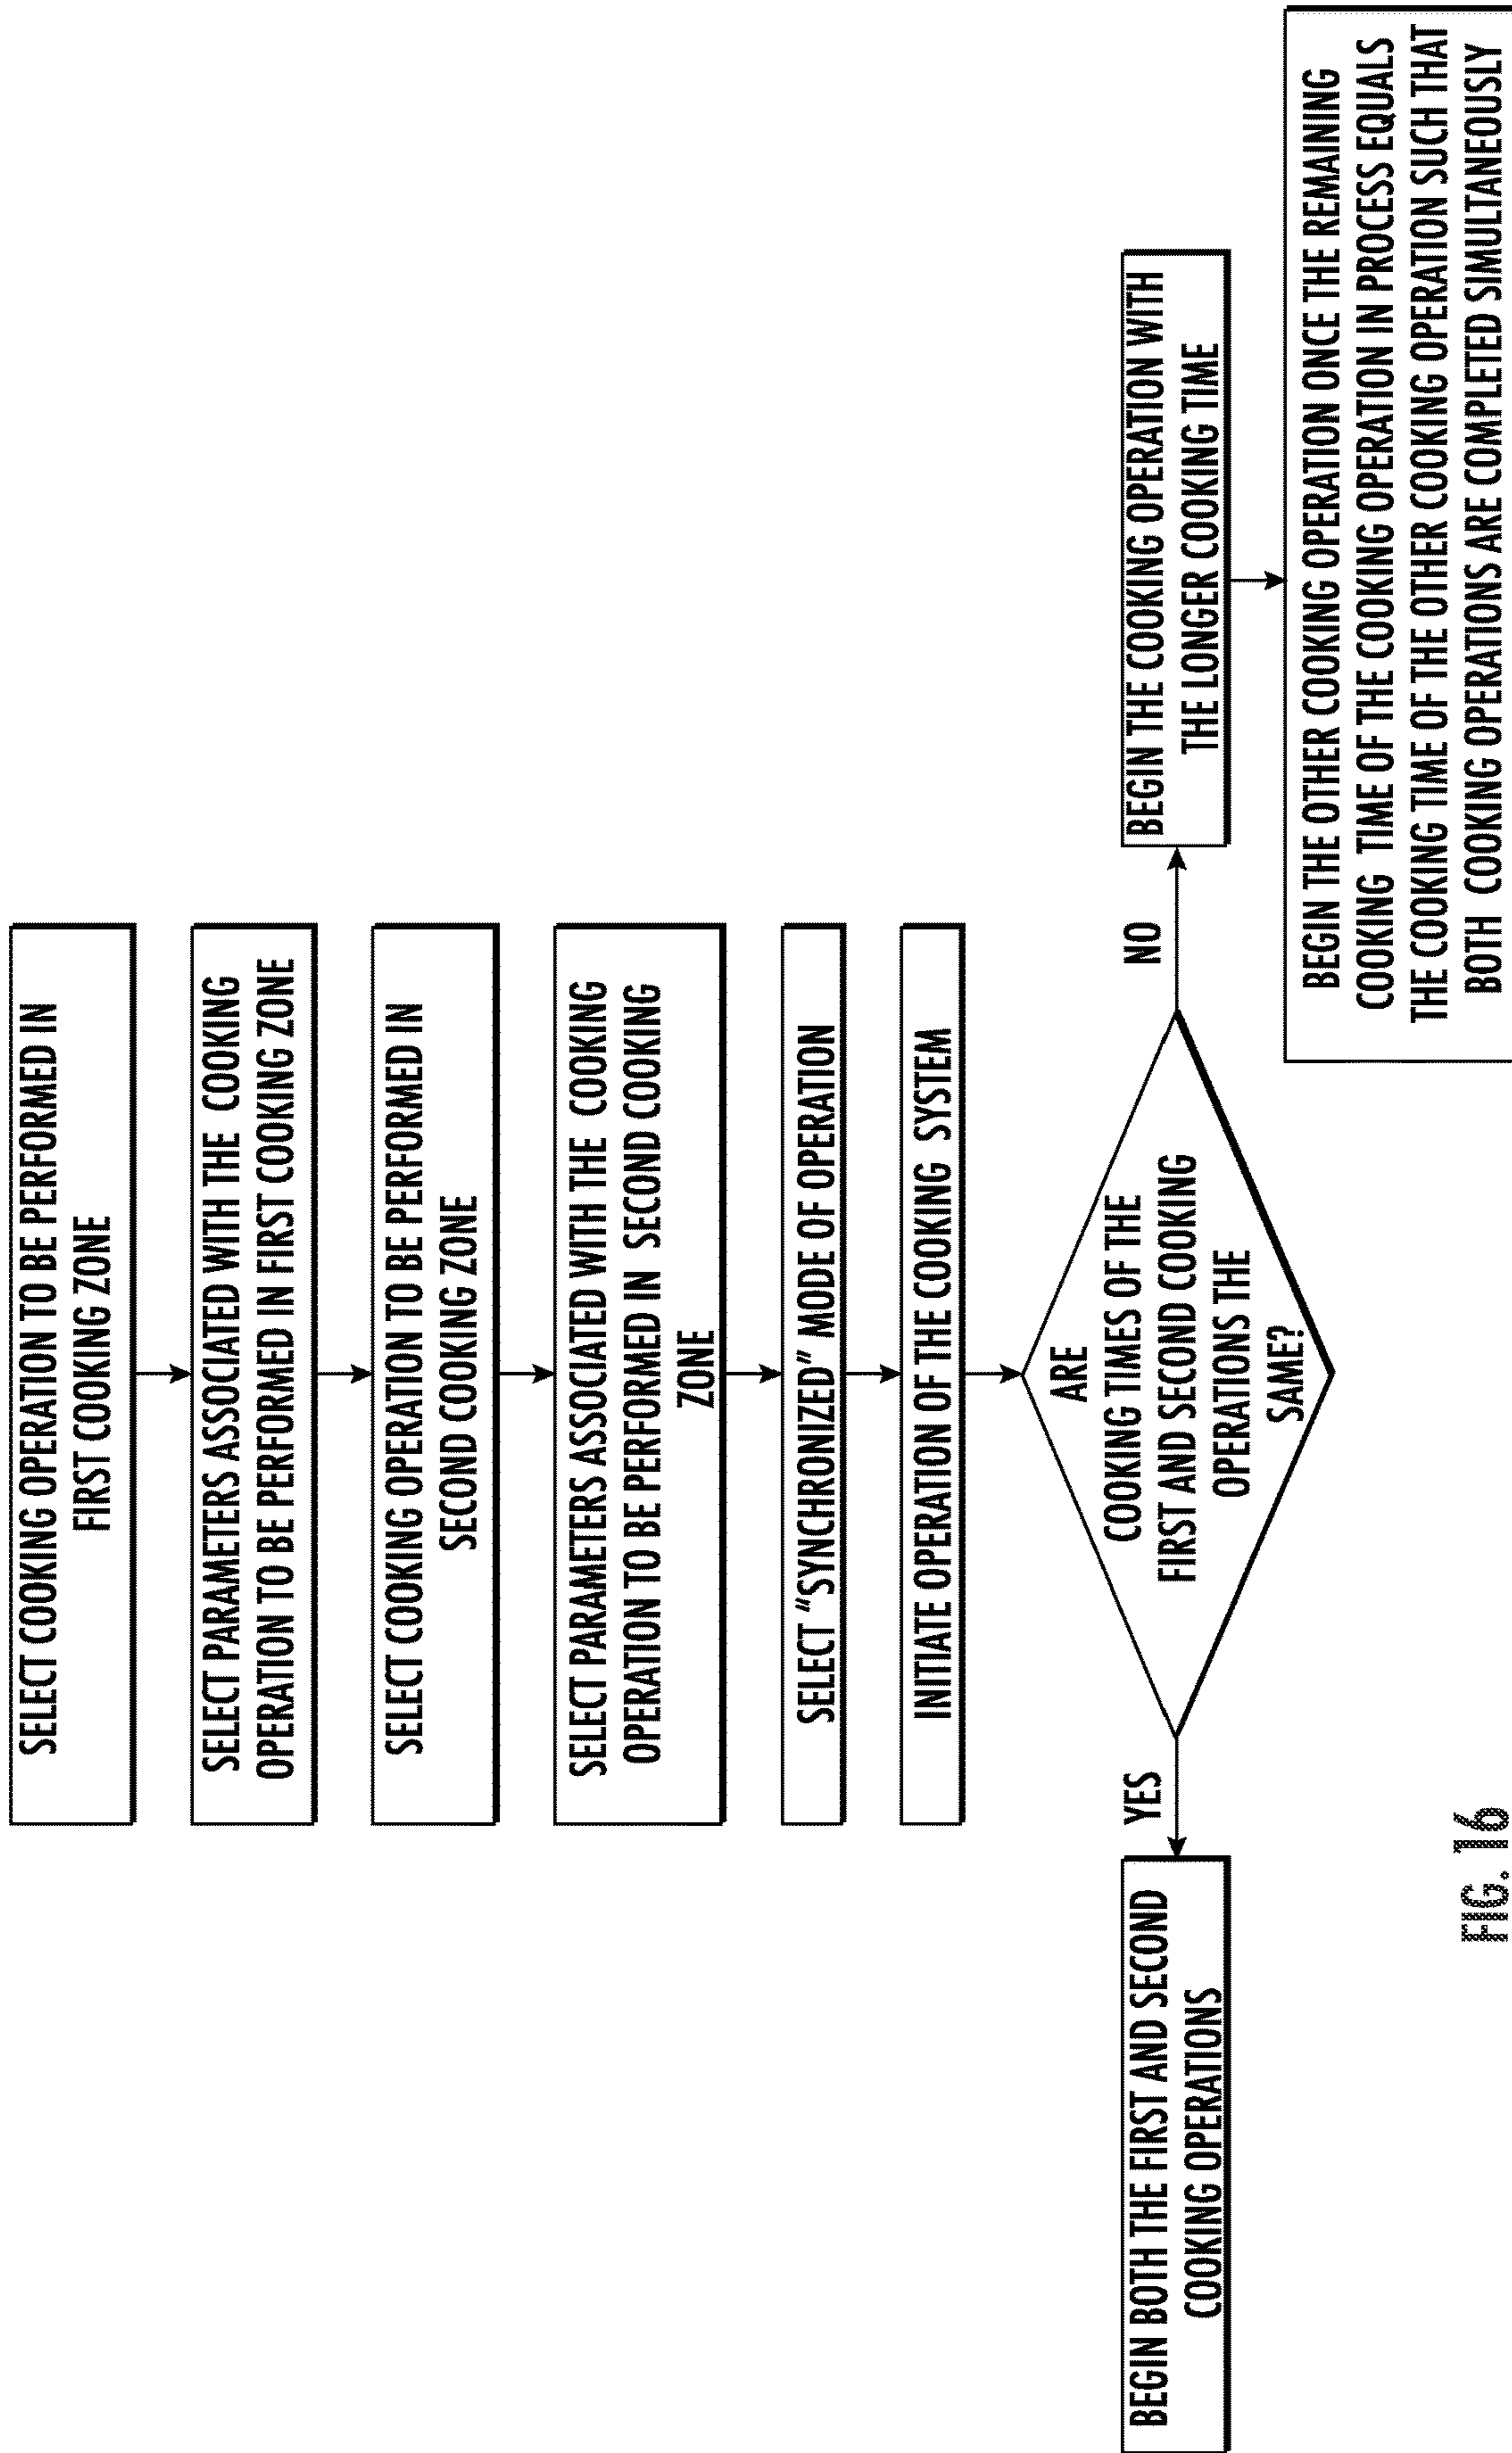 SELECT COOKING OPERATION TO BE PERFORMED IN
FIRST COOKING ZONE
SELECT PARAMETERS ASSOCIATED WITH THE COOKING
OPERATION TO BE PERFORMED IN FIRST COOKING ZONE
SELECT COOKING OPERATION TO BE PERFORMED IN
SECOND COOKING ZONE
SELECT PARAMETERS ASSOCIATED WITH THE COOKING
OPERATION TO BE PERFORMED IN SECOND COOKING
ZONE
SELECT "SYNCHRONIZED" MODE OF OPERATION
INITIATE OPERATION OF THE COOKING SYSTEM
ARE
COOKING TIMES OF THE
FIRST AND SECOND COOKING
OPERATIONS THE
SAME?
YES
BEGIN BOTH THE FIRST AND SECOND
COOKING OPERATIONS
NO
BEGIN THE COOKING OPERATION WITH
THE LONGER COOKING TIME
BEGIN THE OTHER COOKING OPERATION ONCE THE REMAINING
COOKING TIME OF THE COOKING OPERATION IN PROCESS EQUALS
THE COOKING TIME OF THE OTHER COOKING OPERATION SUCH THAT
BOTH COOKING OPERATIONS ARE COMPLETED SIMULTANEOUSLY
FIG. 16